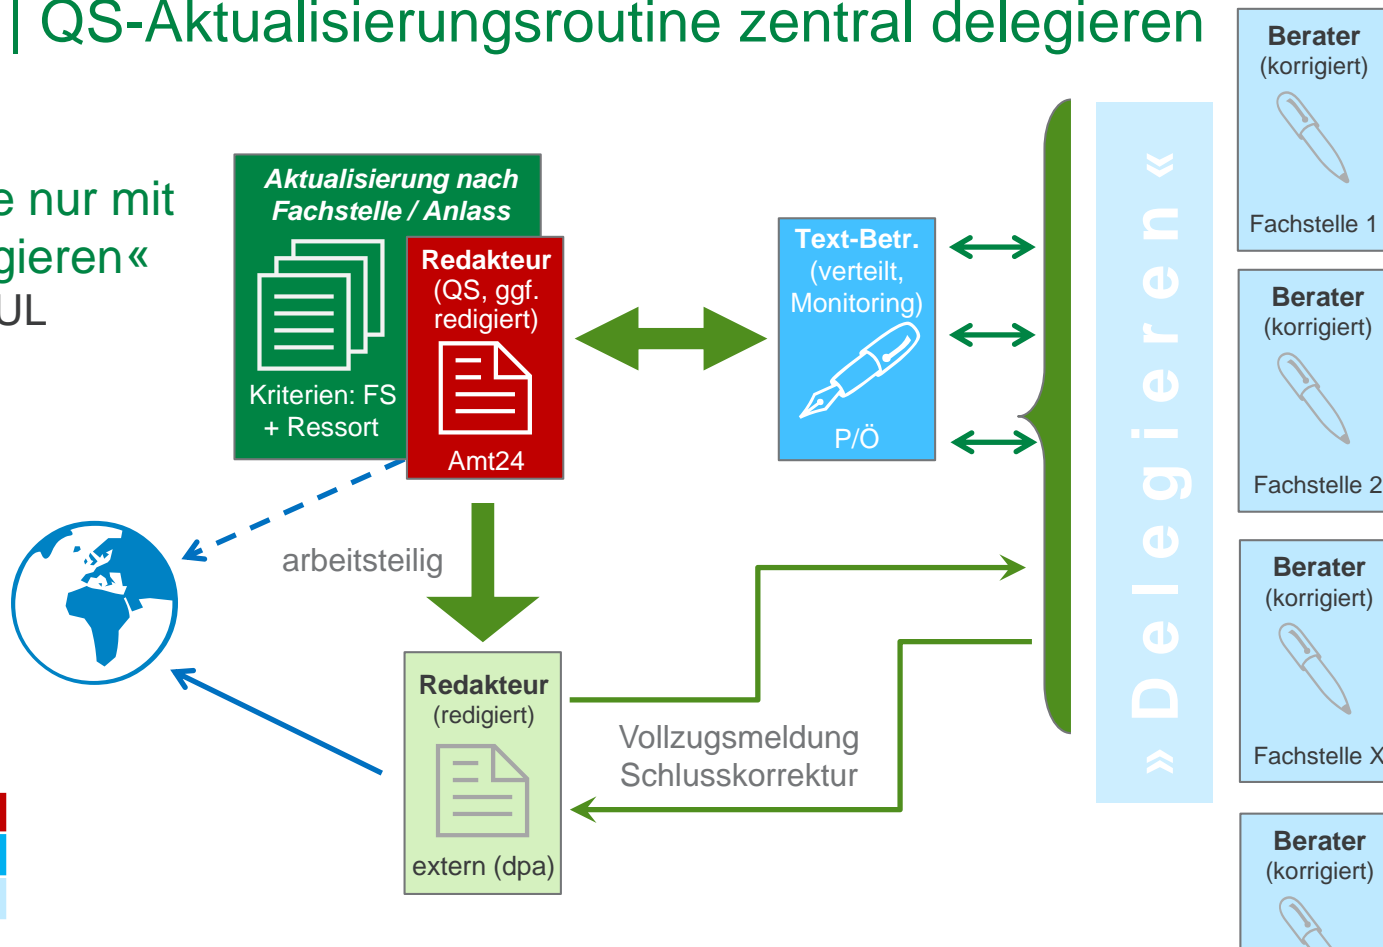 | QS-Aktualisierungsroutine zentral delegieren
e nur mit
gieren«
UL
Aktualisierung nach
Fachstelle / Anlass
Kriterien: FS
+ Ressort
Redakteur
(QS, ggf.
redigiert)
Amt24
Text-Betr.
(verteilt,
Monitoring)
P/Ö
» Delegieren «
Berater
(korrigiert)
Fachstelle 1
Berater
(korrigiert)
Fachstelle 2
Berater
(korrigiert)
Fachstelle X
Berater
(korrigiert)
arbeitsteilig
Redakteur
(redigiert)
extern (dpa)
Vollzugsmeldung
Schlusskorrektur